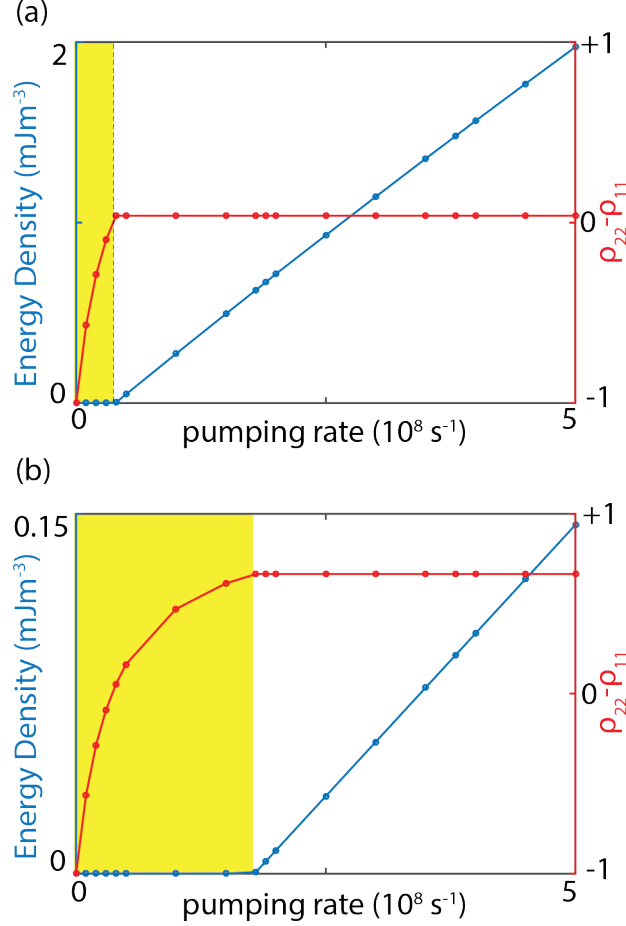 (a)
2
+1
Energy Density (mJm⁻³)
0
ρ₂₂-ρ₁₁
0
-1
0
5
pumping rate (10⁸ s⁻¹)
(b)
0.15
+1
Energy Density (mJm⁻³)
0
ρ₂₂-ρ₁₁
0
-1
0
5
pumping rate (10⁸ s⁻¹)